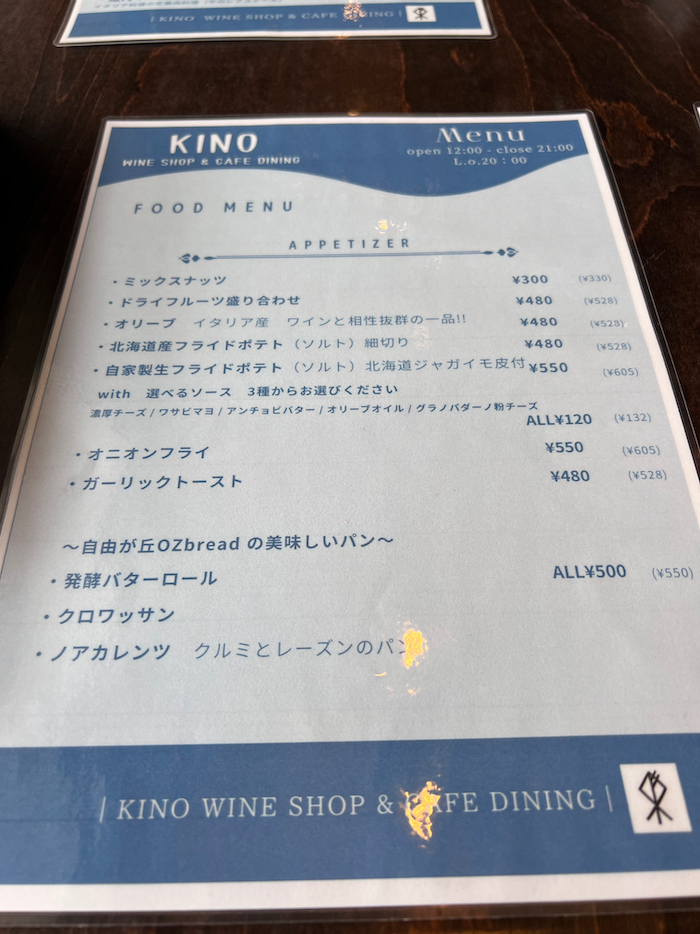 | KINO WINE SHOP & CAFE DINING |
KINO
WINE SHOP & CAFE DINING
Menu
open 12:00 - close 21:00
L.o.20：00
FOOD MENU
APPETIZER
・ミックスナッツ ¥300 (¥330)
・ドライフルーツ盛り合わせ ¥480 (¥528)
・オリーブ　イタリア産　ワインと相性抜群の一品!! ¥480 (¥528)
・北海道産フライドポテト（ソルト）細切り ¥480 (¥528)
・自家製生フライドポテト（ソルト）北海道ジャガイモ皮付 ¥550 (¥605)
with　選べるソース　3種からお選びください
濃厚チーズ / ワサビマヨ / アンチョビバター / オリーブオイル / グラノパダーノ粉チーズ
ALL¥120 (¥132)
・オニオンフライ ¥550 (¥605)
・ガーリックトースト ¥480 (¥528)
～自由が丘OZbread の美味しいパン～
・発酵バターロール ALL¥500 (¥550)
・クロワッサン
・ノアカレンツ　クルミとレーズンのパン
| KINO WINE SHOP & CAFE DINING |